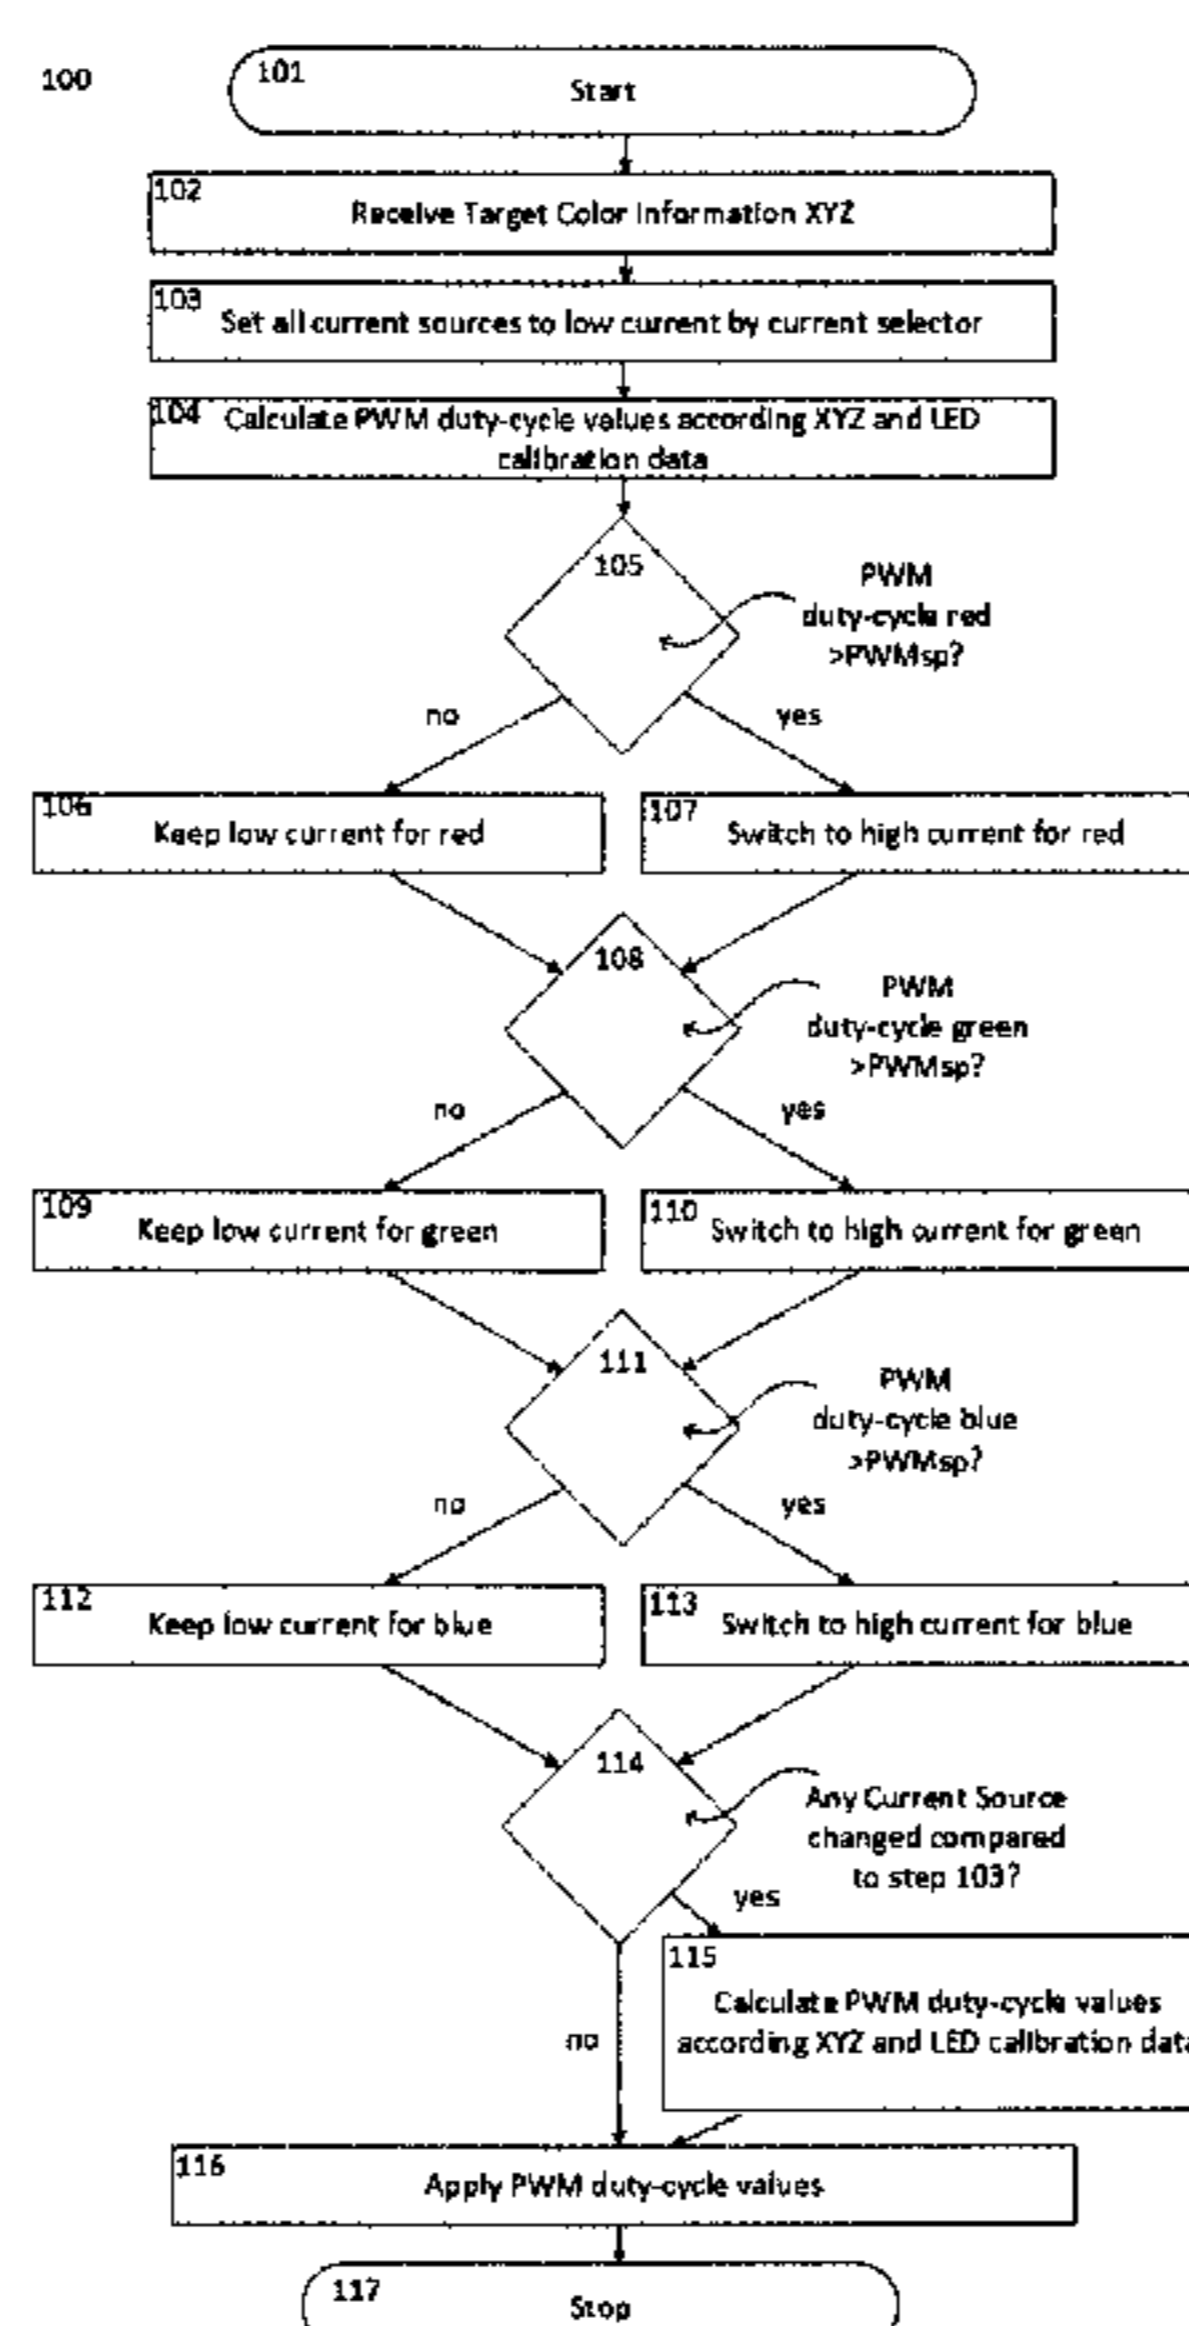 100
101
Start
102
Receive Target Color Information XYZ
103
Set all current sources to low current by current selector
104
Calculate PWM duty-cycle values according XYZ and LED
calibration data
105
PWM
duty-cycle red
>PWMsp?
no
yes
106
Keep low current for red
107
Switch to high current for red
108
PWM
duty-cycle green
>PWMsp?
no
yes
109
Keep low current for green
110
Switch to high current for green
111
PWM
duty-cycle blue
>PWMsp?
no
yes
112
Keep low current for blue
113
Switch to high current for blue
114
Any Current Source
changed compared
to step 103?
yes
115
Calculate PWM duty-cycle values
according XYZ and LED calibration data
no
116
Apply PWM duty-cycle values
117
Stop